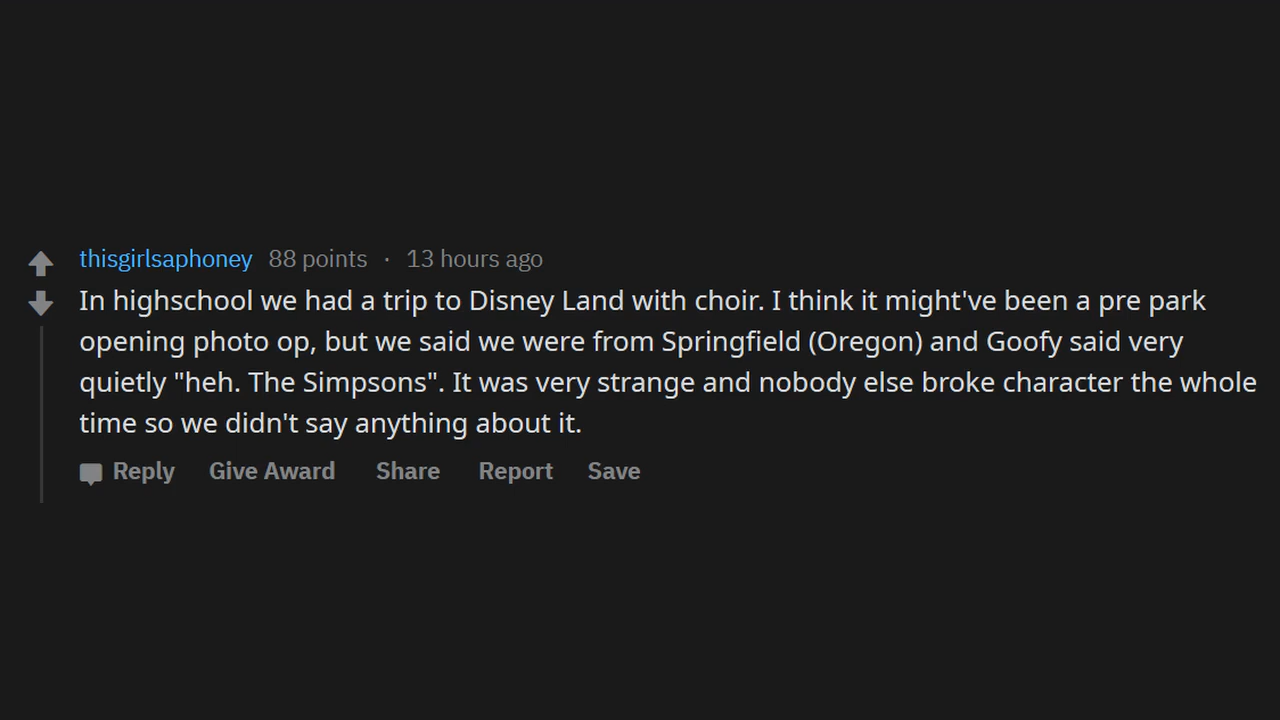 thisgirlsaphoney 88 points · 13 hours ago
In highschool we had a trip to Disney Land with choir. I think it might've been a pre park
opening photo op, but we said we were from Springfield (Oregon) and Goofy said very
quietly "heh. The Simpsons". It was very strange and nobody else broke character the whole
time so we didn't say anything about it.
Reply Give Award Share Report Save